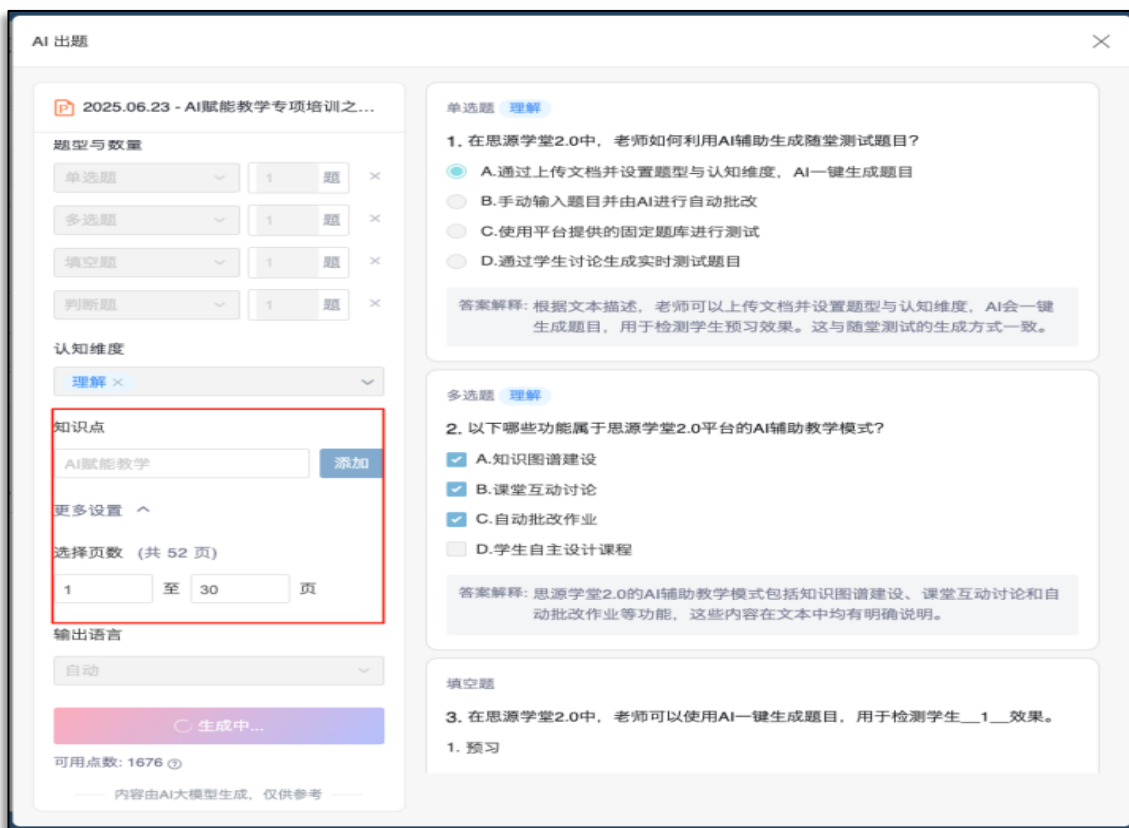 AI 出题
2025.06.23 - AI赋能教学专项培训之...
题型与数量
单选题 1 题
多选题 1 题
填空题 1 题
判断题 1 题
认知维度
理解 ×
知识点
AI赋能教学 添加
更多设置
选择页数 (共 52 页)
1 至 30 页
输出语言
自动
生成中...
可用点数: 1676
内容由AI大模型生成，仅供参考
单选题 理解
1. 在思源学堂2.0中，老师如何利用AI辅助生成随堂测试题目?
A.通过上传文档并设置题型与认知维度，AI一键生成题目
B.手动输入题目并由AI进行自动批改
C.使用平台提供的固定题库进行测试
D.通过学生讨论生成实时测试题目
答案解释: 根据文本描述，老师可以上传文档并设置题型与认知维度，AI会一键
生成题目，用于检测学生预习效果。这与随堂测试的生成方式一致。
多选题 理解
2. 以下哪些功能属于思源学堂2.0平台的AI辅助教学模式?
A.知识图谱建设
B.课堂互动讨论
C.自动批改作业
D.学生自主设计课程
答案解释: 思源学堂2.0的AI辅助教学模式包括知识图谱建设、课堂互动讨论和自
动批改作业等功能，这些内容在文本中均有明确说明。
填空题
3. 在思源学堂2.0中，老师可以使用AI一键生成题目，用于检测学生__1__效果。
1. 预习